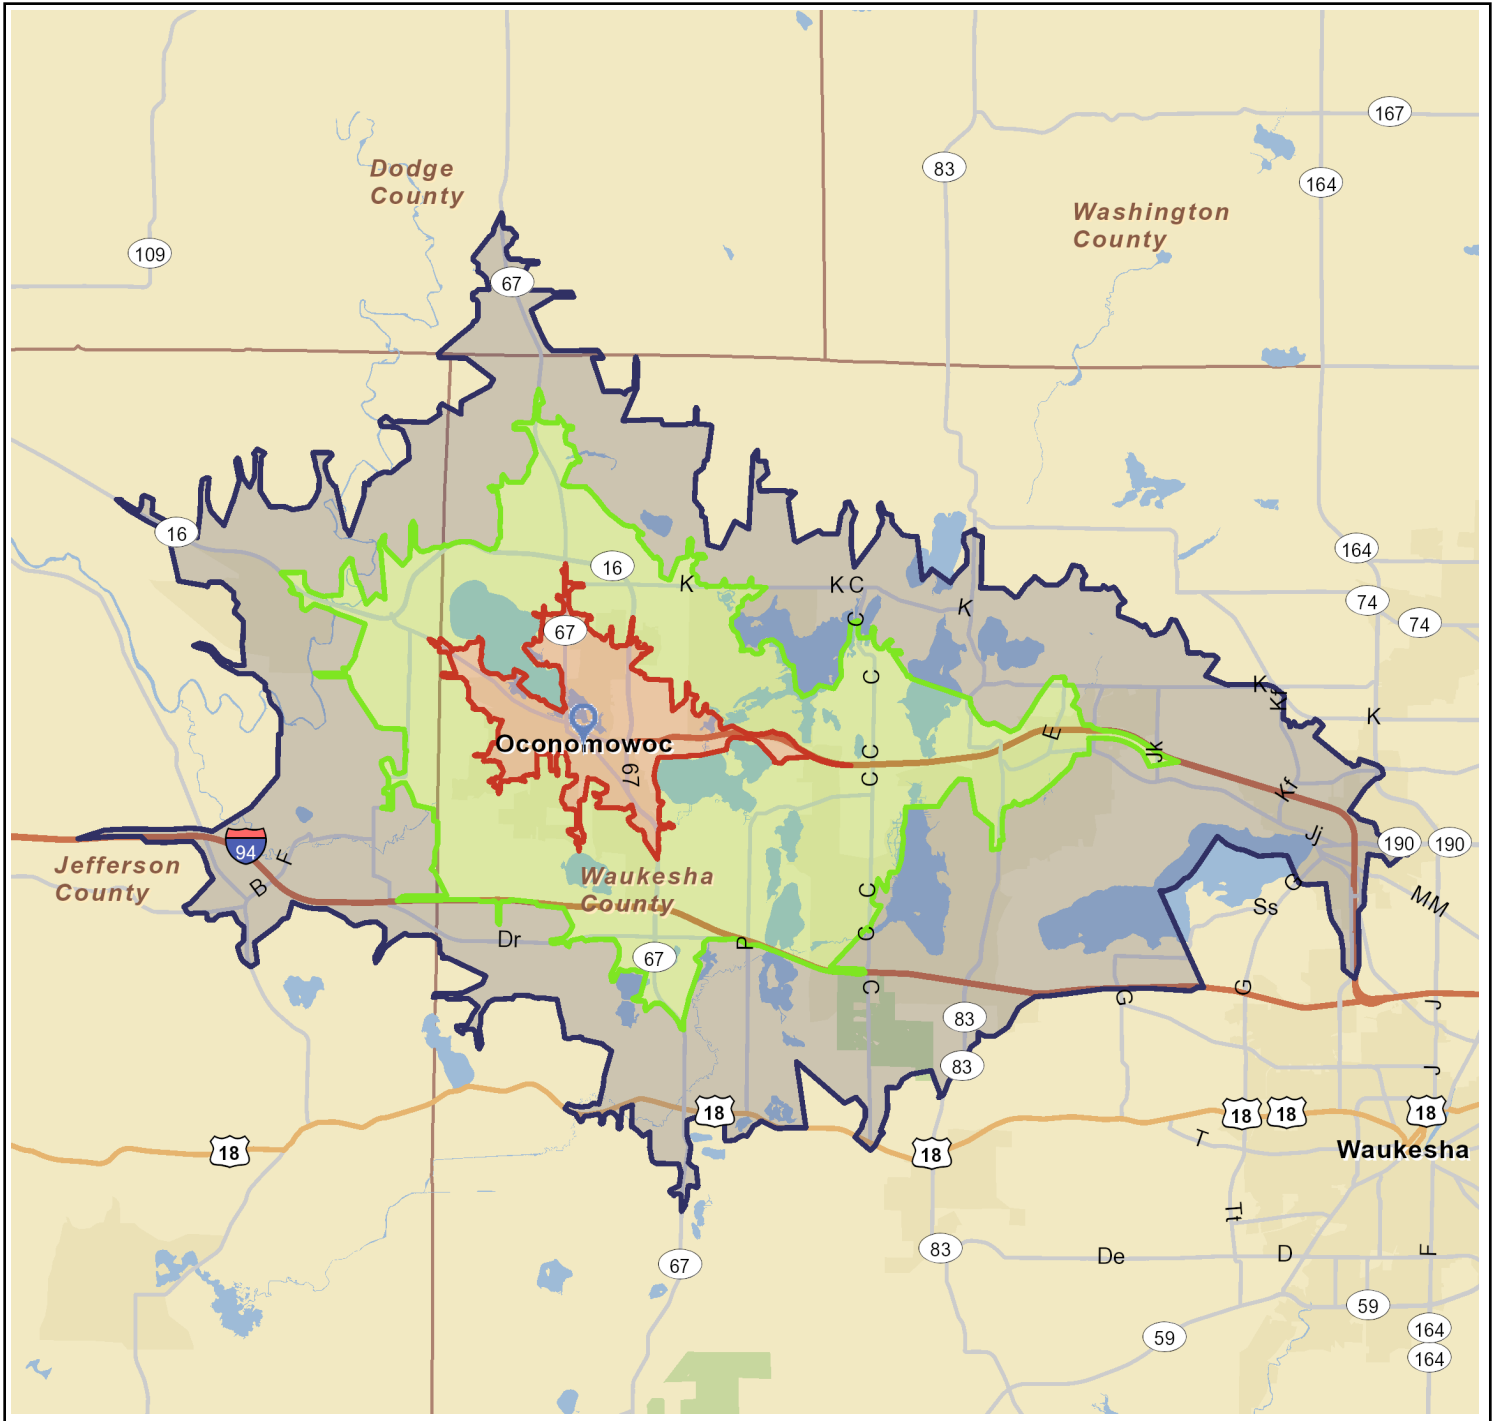 167
83
164
Dodge
County
Washington
County
109
67
16
164
16
K
K C
K
74
C
74
67
C
K
Kf
K
E
Oconomowoc
C
Jk
67
C
Kf
Jj
190
190
94
F
Jefferson
County
B
Waukesha
County
C
G
MM
Ss
Dr
P
C
67
C
G
G
J
83
83
J
18
18
18
18
18
18
T
Waukesha
Tt
83
De
D
F
67
59
59
164
164